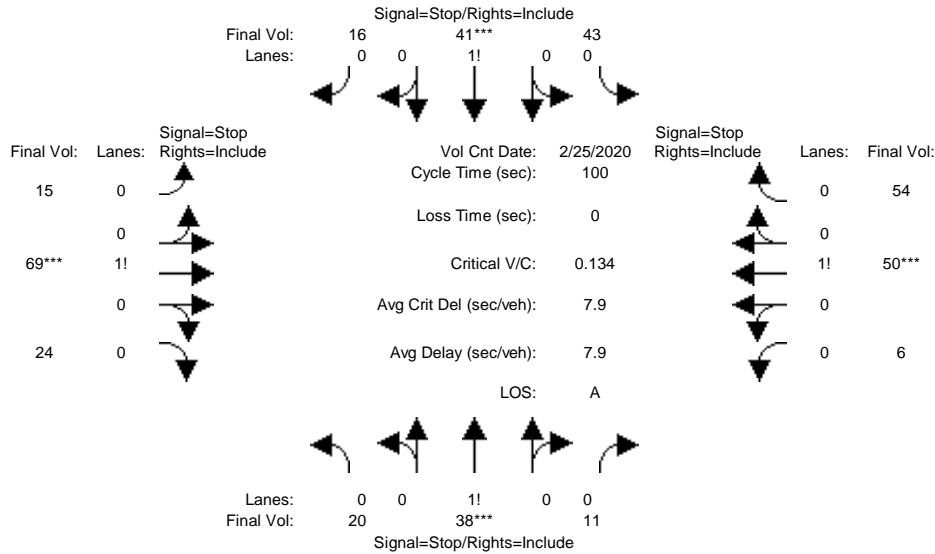 Signal=Stop/Rights=Include
Final Vol: 16 41*** 43
Lanes: 0 0 1! 0 0
Signal=Stop Signal=Stop
Final Vol: Lanes: Rights=Include Vol Cnt Date: 2/25/2020 Rights=Include Lanes: Final Vol:
Cycle Time (sec): 100
15 0 0 54
Loss Time (sec): 0
0 0
69*** 1! Critical V/C: 0.134 1! 50***
0 Avg Crit Del (sec/veh): 7.9 0
24 0 Avg Delay (sec/veh): 7.9 0 6
LOS: A
Lanes: 0 0 1! 0 0
Final Vol: 20 38*** 11
Signal=Stop/Rights=Include